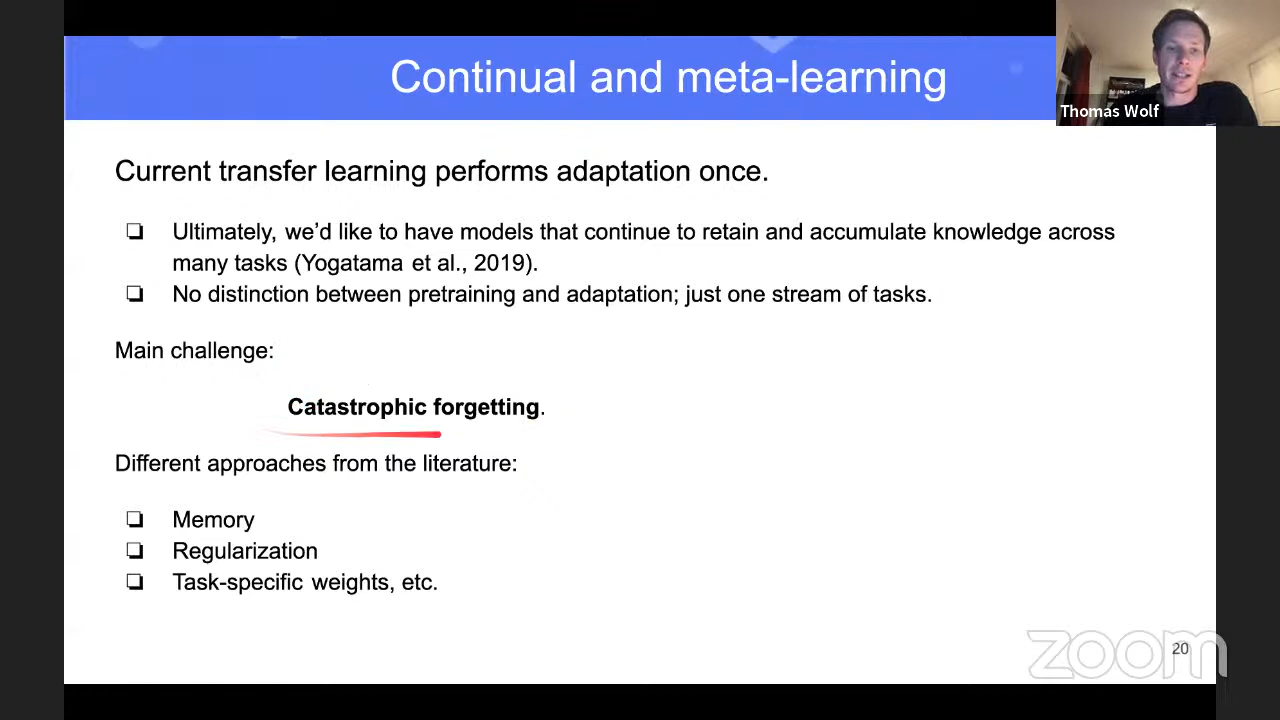 Continual and meta-learning
Thomas Wolf
Current transfer learning performs adaptation once.
❏ Ultimately, we'd like to have models that continue to retain and accumulate knowledge across
many tasks (Yogatama et al., 2019).
❏ No distinction between pretraining and adaptation; just one stream of tasks.
Main challenge:
Catastrophic forgetting.
Different approaches from the literature:
❏ Memory
❏ Regularization
❏ Task-specific weights, etc.
zoom
20